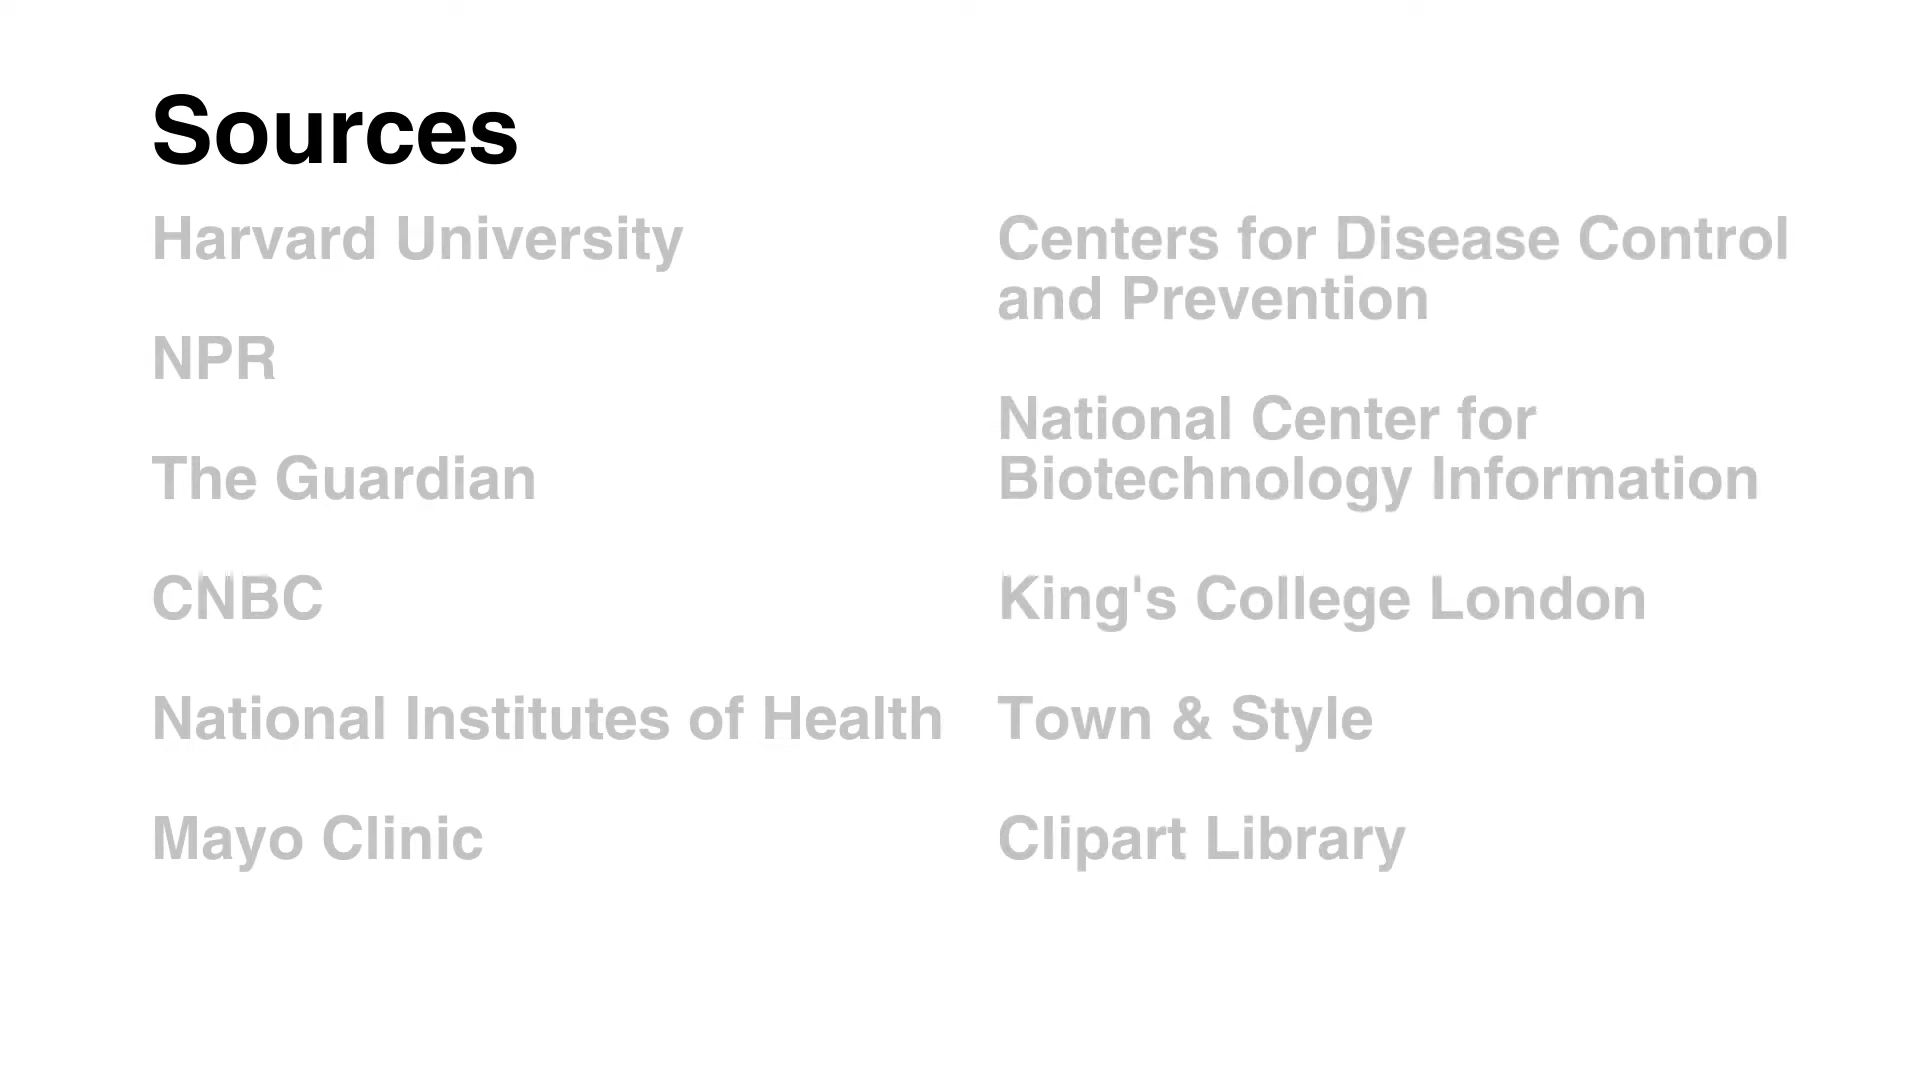 Sources
Harvard University
NPR
The Guardian
CNBC
National Institutes of Health
Mayo Clinic
Centers for Disease Control
and Prevention
National Center for
Biotechnology Information
King's College London
Town & Style
Clipart Library